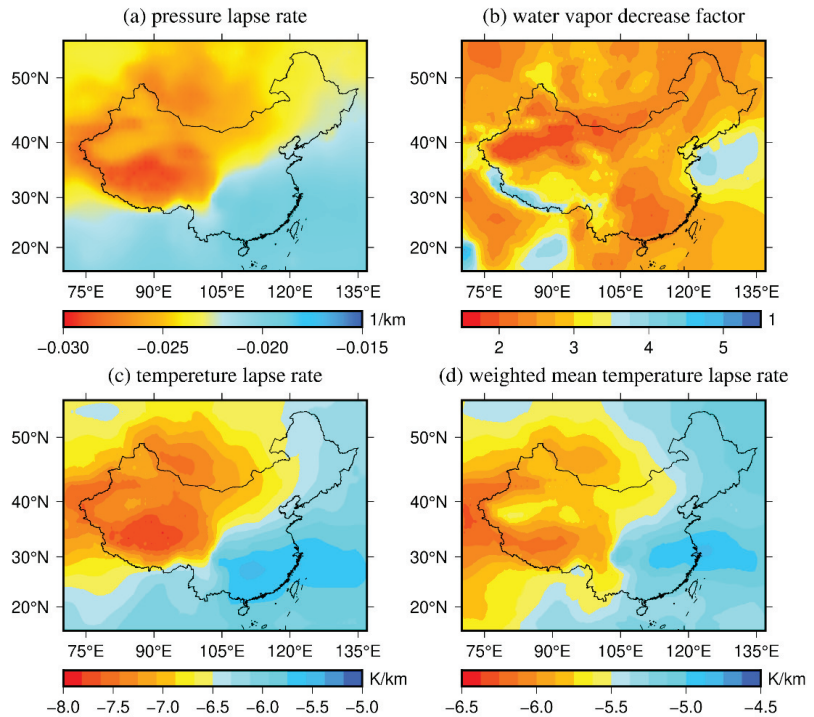 (a) pressure lapse rate
(b) water vapor decrease factor
50°N
40°N
30°N
20°N
75°E 90°E 105°E 120°E 135°E
1/km
−0.030 −0.025 −0.020 −0.015
50°N
40°N
30°N
20°N
75°E 90°E 105°E 120°E 135°E
1
2 3 4 5
(c) tempereture lapse rate
(d) weighted mean temperature lapse rate
50°N
40°N
30°N
20°N
75°E 90°E 105°E 120°E 135°E
K/km
−8.0 −7.5 −7.0 −6.5 −6.0 −5.5 −5.0
50°N
40°N
30°N
20°N
75°E 90°E 105°E 120°E 135°E
K/km
−6.5 −6.0 −5.5 −5.0 −4.5